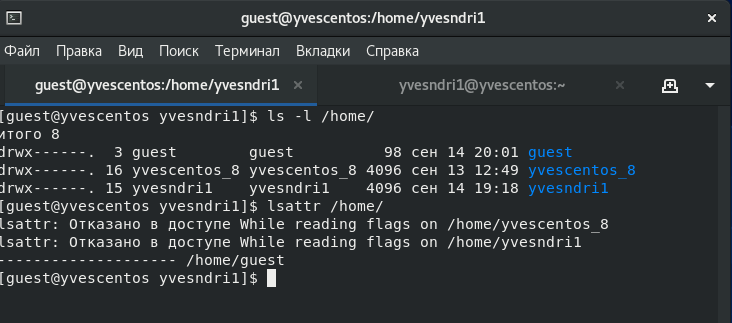 guest@yvescentos:/home/yvesndri1
Файл Правка Вид Поиск Терминал Вкладки Справка
guest@yvescentos:/home/yvesndri1 × yvesndri1@yvescentos:~ ×
[guest@yvescentos yvesndri1]$ ls -l /home/
итого 8
drwx------. 3 guest guest 98 сен 14 20:01 guest
drwx------. 16 yvescentos_8 yvescentos_8 4096 сен 13 12:49 yvescentos_8
drwx------. 15 yvesndri1 yvesndri1 4096 сен 14 19:18 yvesndri1
[guest@yvescentos yvesndri1]$ lsattr /home/
lsattr: Отказано в доступе While reading flags on /home/yvescentos_8
lsattr: Отказано в доступе While reading flags on /home/yvesndri1
-------------------- /home/guest
[guest@yvescentos yvesndri1]$